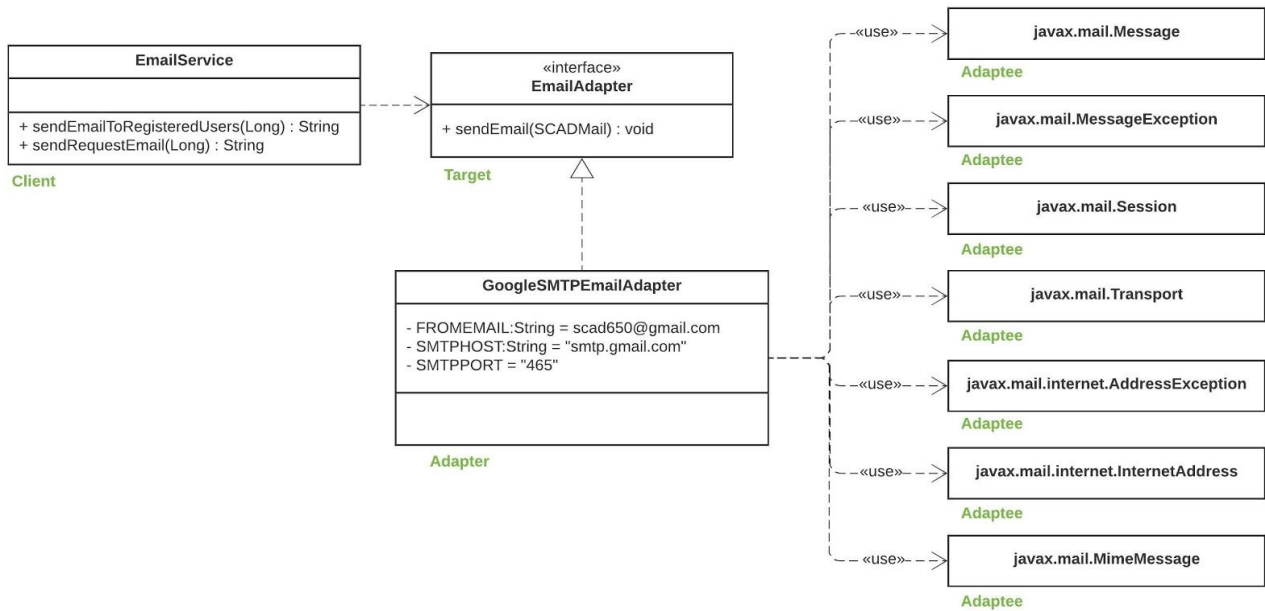 EmailService
+ sendEmailToRegisteredUsers(Long) : String
+ sendRequestEmail(Long) : String
Client
«interface»
EmailAdapter
+ sendEmail(SCADMail) : void
Target
GoogleSMTPEmailAdapter
- FROMEMAIL:String = scad650@gmail.com
- SMTPHOST:String = "smtp.gmail.com"
- SMTPPORT = "465"
Adapter
«use»
javax.mail.Message
Adaptee
«use»
javax.mail.MessageException
Adaptee
«use»
javax.mail.Session
Adaptee
«use»
javax.mail.Transport
Adaptee
«use»
javax.mail.internet.AddressException
Adaptee
«use»
javax.mail.internet.InternetAddress
Adaptee
«use»
javax.mail.MimeMessage
Adaptee